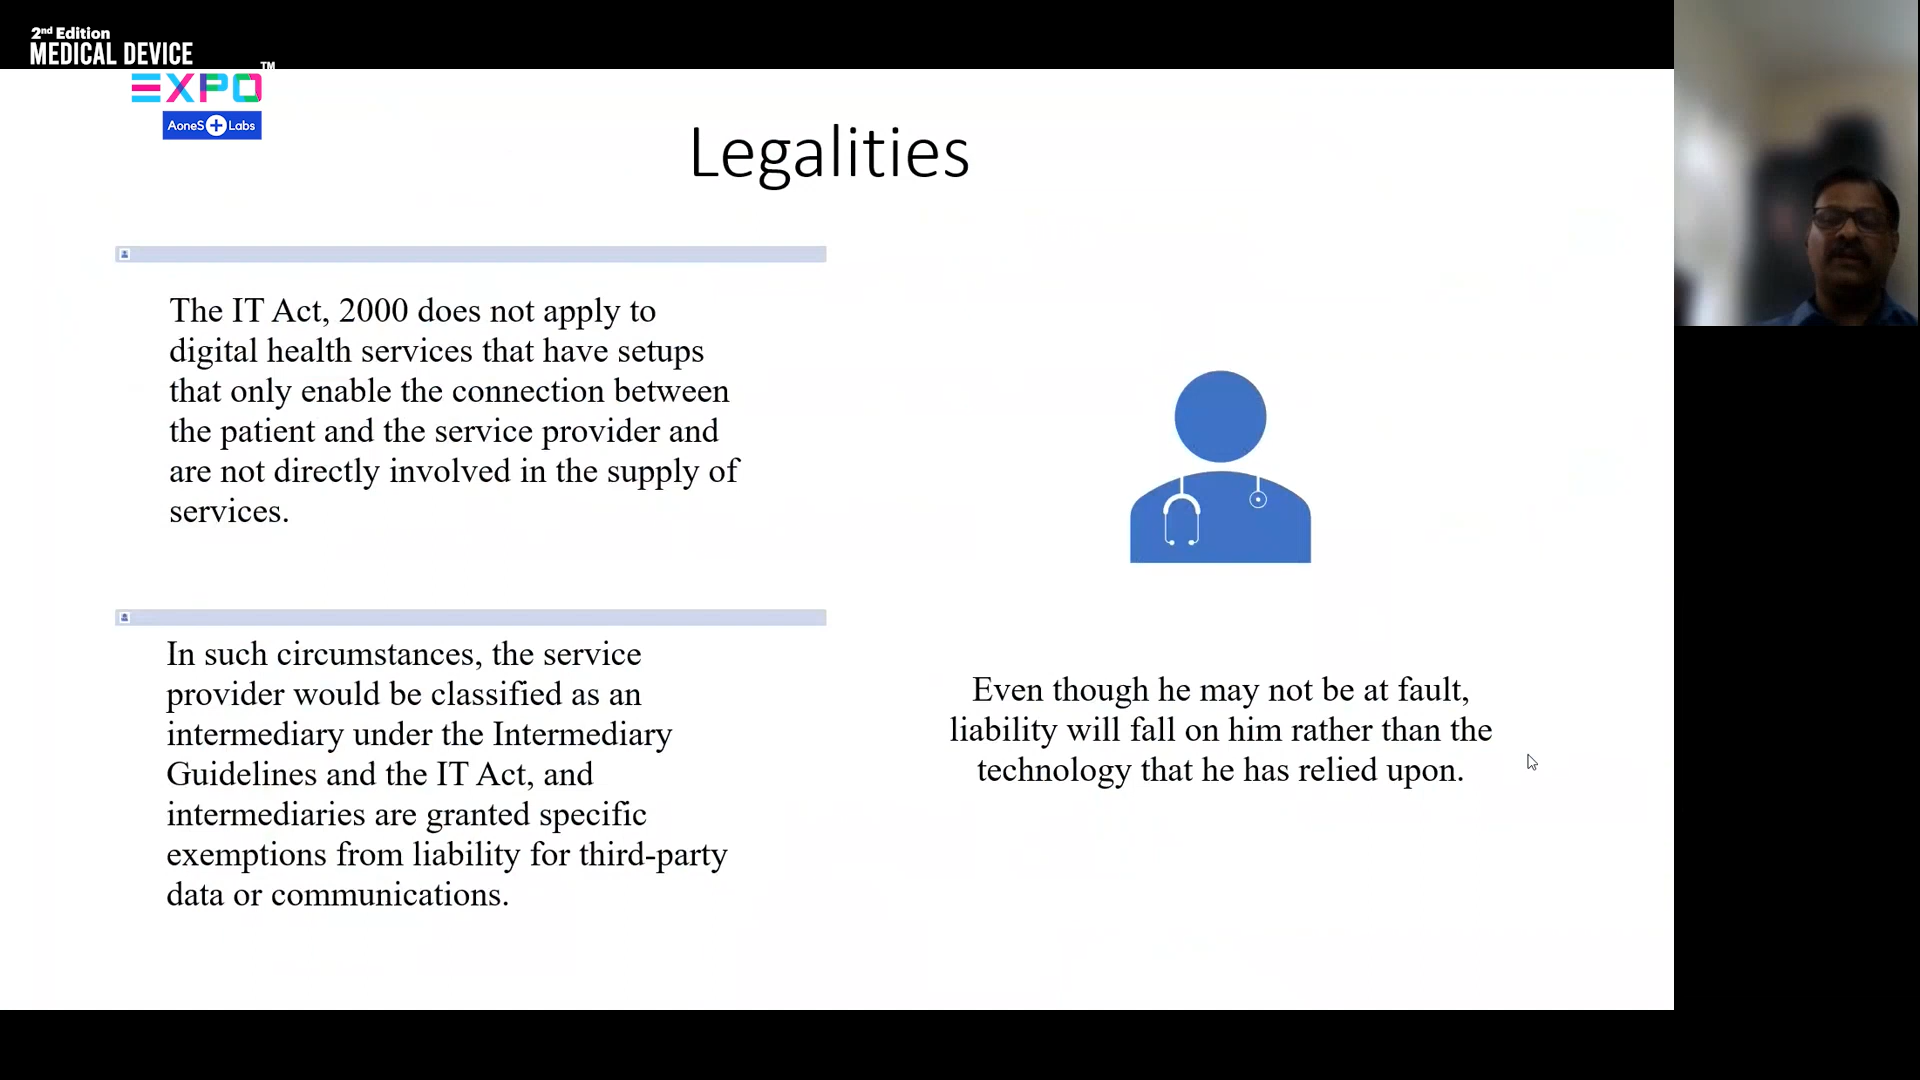 2nd Edition
MEDICAL DEVICE
EXPO™
AoneS Labs
Legalities
The IT Act, 2000 does not apply to
digital health services that have setups
that only enable the connection between
the patient and the service provider and
are not directly involved in the supply of
services.
In such circumstances, the service
provider would be classified as an
intermediary under the Intermediary
Guidelines and the IT Act, and
intermediaries are granted specific
exemptions from liability for third-party
data or communications.
Even though he may not be at fault,
liability will fall on him rather than the
technology that he has relied upon.